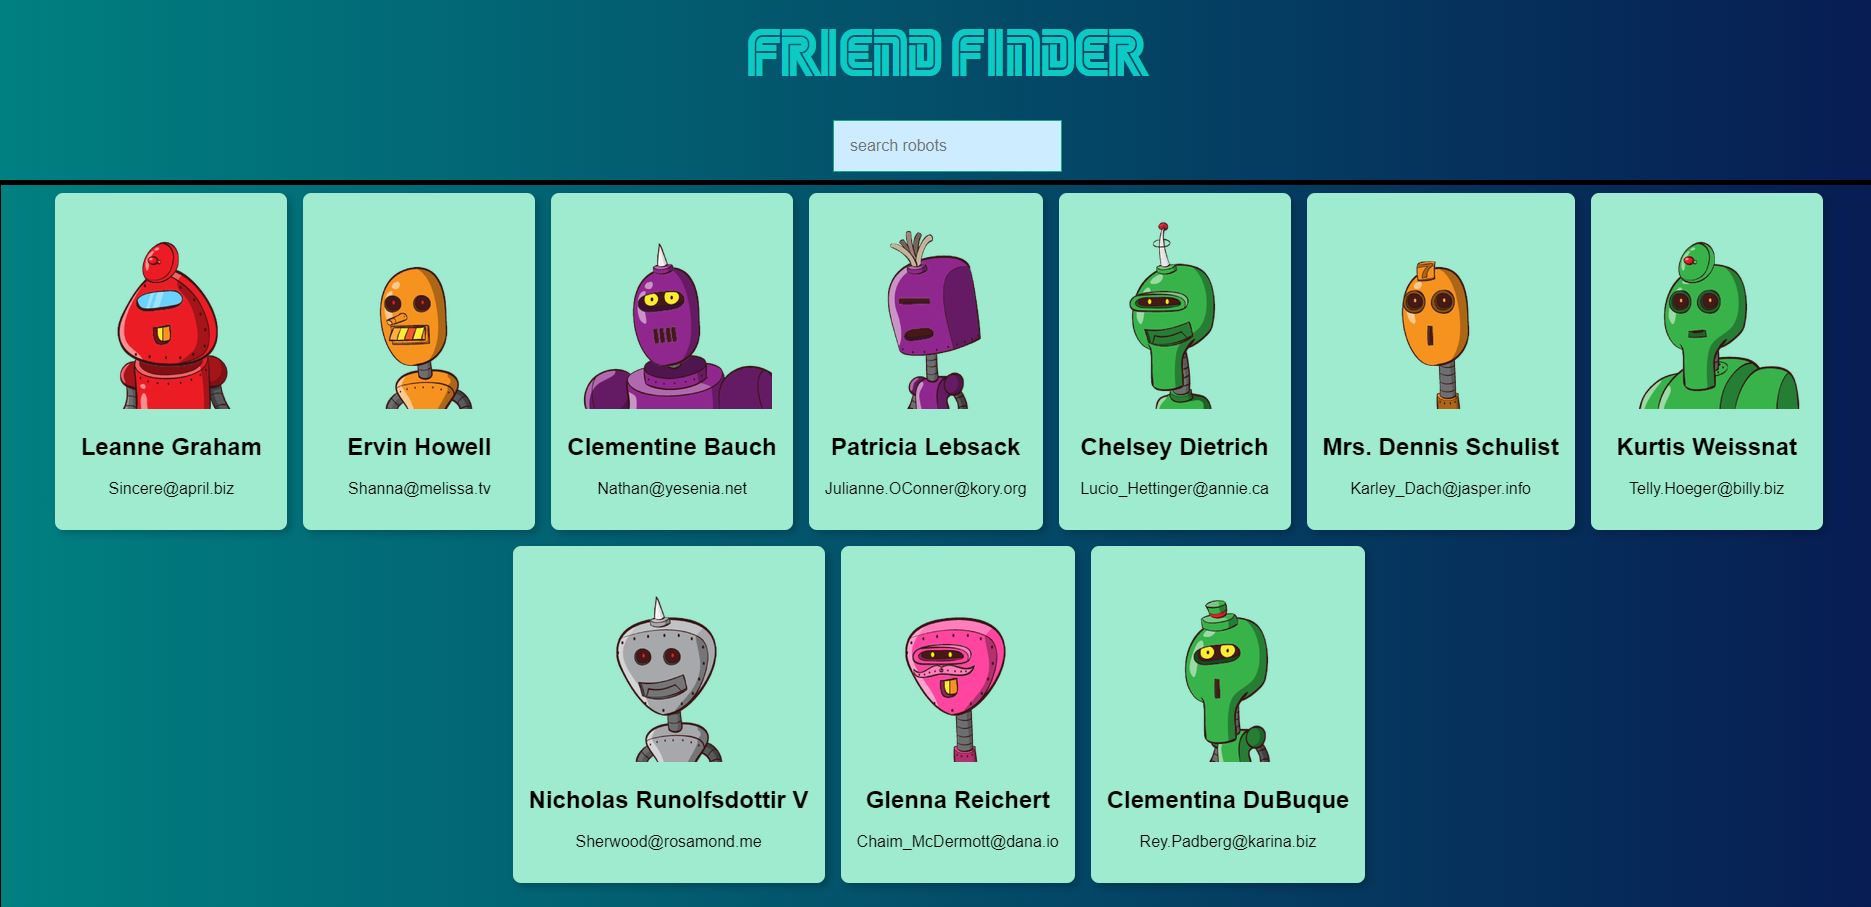 FRIEND FINDER
search robots
7
Leanne Graham
Sincere@april.biz
Ervin Howell
Shanna@melissa.tv
Clementine Bauch
Nathan@yesenia.net
Patricia Lebsack
Julianne.OConner@kory.org
Chelsey Dietrich
Lucio_Hettinger@annie.ca
Mrs. Dennis Schulist
Karley_Dach@jasper.info
Kurtis Weissnat
Telly.Hoeger@billy.biz
Nicholas Runolfsdottir V
Sherwood@rosamond.me
Glenna Reichert
Chaim_McDermott@dana.io
Clementina DuBuque
Rey.Padberg@karina.biz